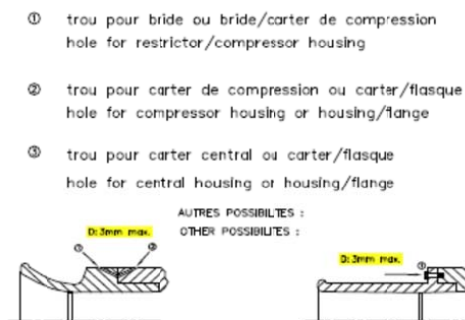 ① trou pour bride ou bride/carter de compression
hole for restrictor/compressor housing
② trou pour carter de compression ou carter/flasque
hole for compressor housing or housing/flange
③ trou pour carter central ou carter/flasque
hole for central housing or housing/flange
AUTRES POSSIBILTES :
OTHER POSSIBILITES :
D:3mm max.
D:3mm max.